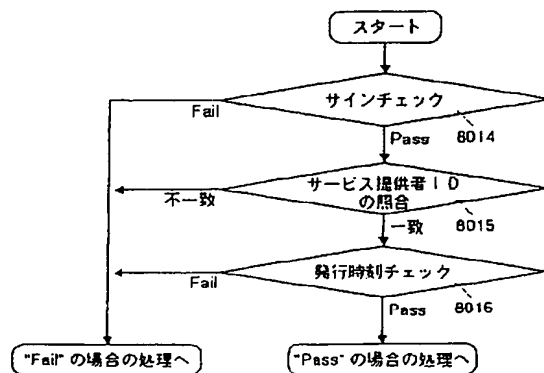 スタート
サインチェック
Fail
8014
Pass
サービス提供者ID
の照合
不一致
8015
一致
発行時刻チェック
Fail
8016
Pass
"Fail" の場合の処理へ
"Pass" の場合の処理へ